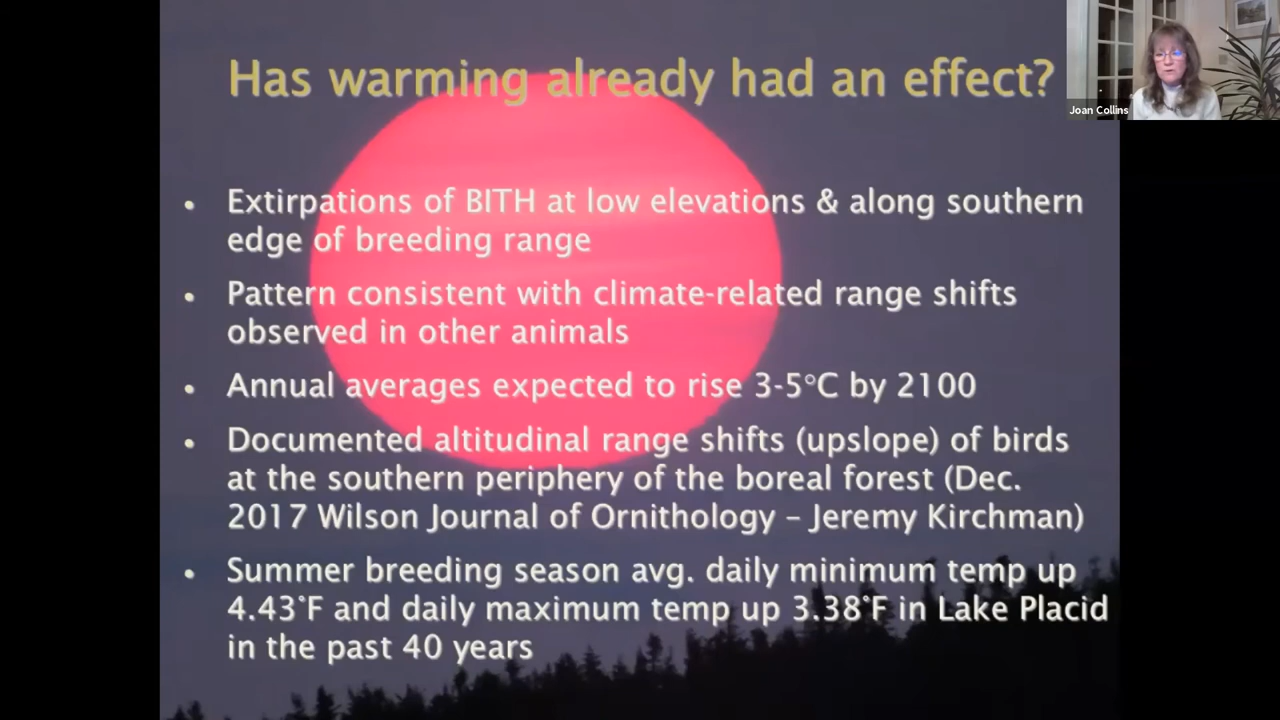 Has warming already had an effect?
Joan Collins
• Extirpations of BITH at low elevations & along southern
edge of breeding range
• Pattern consistent with climate-related range shifts
observed in other animals
• Annual averages expected to rise 3-5°C by 2100
• Documented altitudinal range shifts (upslope) of birds
at the southern periphery of the boreal forest (Dec.
2017 Wilson Journal of Ornithology – Jeremy Kirchman)
• Summer breeding season avg. daily minimum temp up
4.43°F and daily maximum temp up 3.38°F in Lake Placid
in the past 40 years